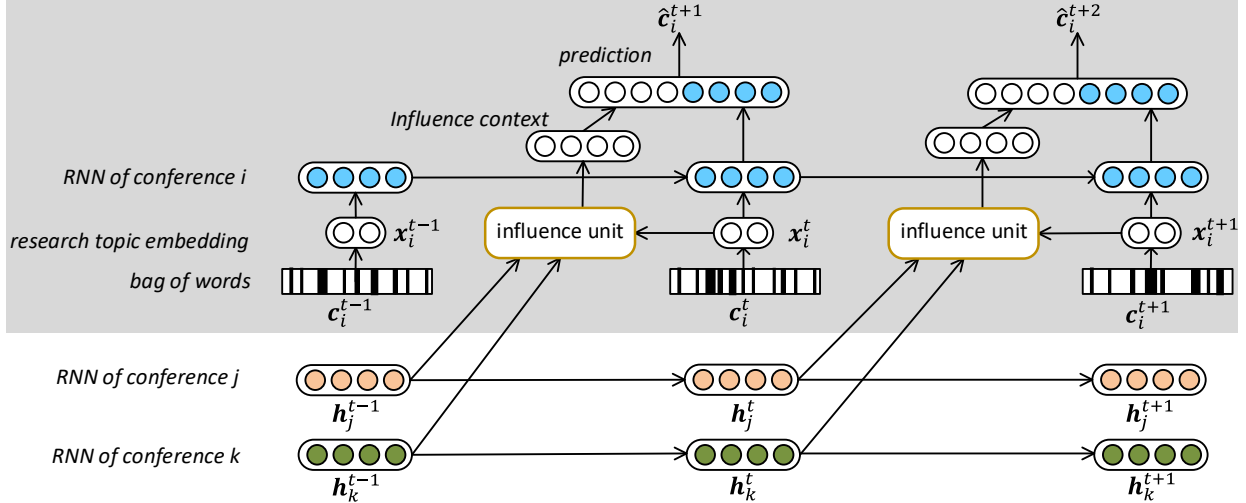 ĉ_i^{t+1} ĉ_i^{t+2}
prediction
Influence context
RNN of conference i
influence unit influence unit
research topic embedding x_i^{t−1} x_i^t x_i^{t+1}
bag of words
c_i^{t−1} c_i^t c_i^{t+1}
RNN of conference j
h_j^{t−1} h_j^t h_j^{t+1}
RNN of conference k
h_k^{t−1} h_k^t h_k^{t+1}